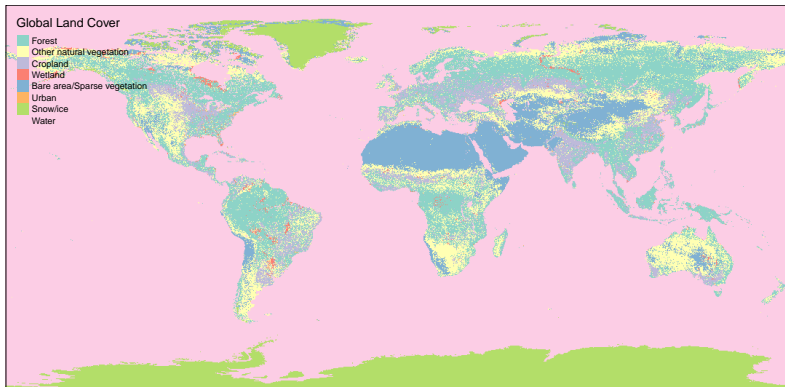 Global Land Cover
Forest
Other natural vegetation
Cropland
Wetland
Bare area/Sparse vegetation
Urban
Snow/ice
Water